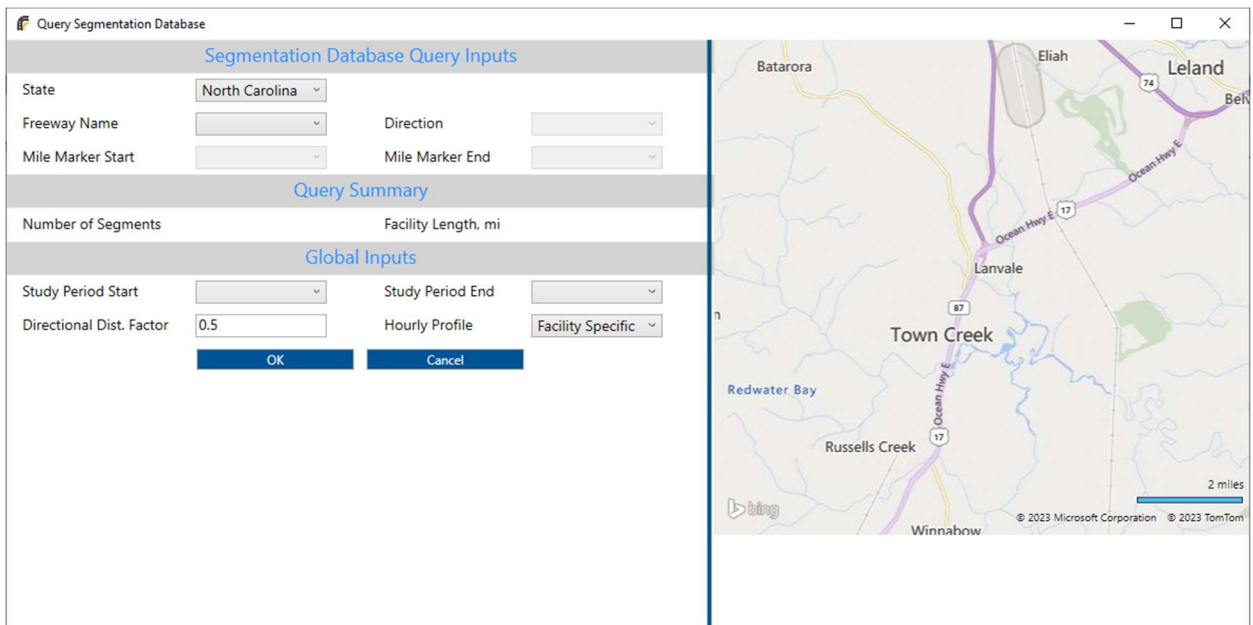 Query Segmentation Database
Segmentation Database Query Inputs
State North Carolina
Freeway Name Direction
Mile Marker Start Mile Marker End
Query Summary
Number of Segments Facility Length, mi
Global Inputs
Study Period Start Study Period End
Directional Dist. Factor 0.5 Hourly Profile Facility Specific
OK Cancel
Batarora
Eliah
Leland
74
Belv
Ocean Hwy E
17
Ocean Hwy E
Lanvale
n
87
Town Creek
Redwater Bay
Ocean Hwy E
17
Russells Creek
2 miles
bing
© 2023 Microsoft Corporation © 2023 TomTom
Winnabow